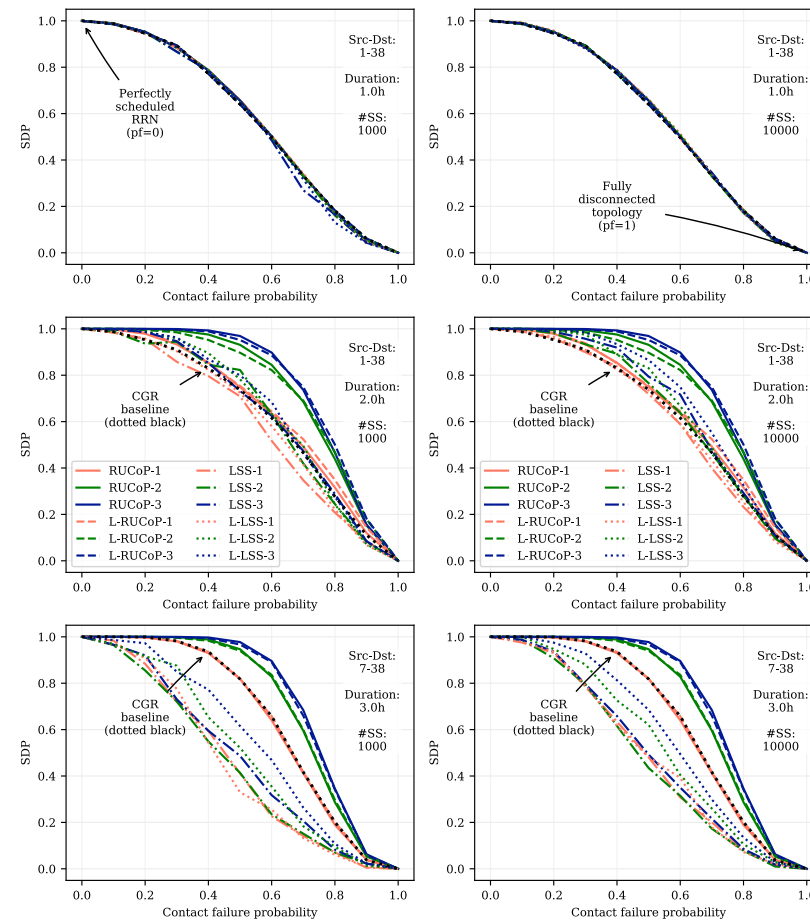 1.0
0.8
0.6
0.4
0.2
0.0
SDP
0.0 0.2 0.4 0.6 0.8 1.0
Contact failure probability
Src-Dst:
1-38
Duration:
1.0h
#SS:
1000
Perfectly
scheduled
RRN
(pf=0)
1.0
0.8
0.6
0.4
0.2
0.0
SDP
0.0 0.2 0.4 0.6 0.8 1.0
Contact failure probability
Src-Dst:
1-38
Duration:
1.0h
#SS:
10000
Fully
disconnected
topology
(pf=1)
1.0
0.8
0.6
0.4
0.2
0.0
SDP
0.0 0.2 0.4 0.6 0.8 1.0
Contact failure probability
Src-Dst:
1-38
Duration:
2.0h
#SS:
1000
CGR
baseline
(dotted black)
RUCoP-1
RUCoP-2
RUCoP-3
L-RUCoP-1
L-RUCoP-2
L-RUCoP-3
LSS-1
LSS-2
LSS-3
L-LSS-1
L-LSS-2
L-LSS-3
1.0
0.8
0.6
0.4
0.2
0.0
SDP
0.0 0.2 0.4 0.6 0.8 1.0
Contact failure probability
Src-Dst:
1-38
Duration:
2.0h
#SS:
10000
CGR
baseline
(dotted black)
RUCoP-1
RUCoP-2
RUCoP-3
L-RUCoP-1
L-RUCoP-2
L-RUCoP-3
LSS-1
LSS-2
LSS-3
L-LSS-1
L-LSS-2
L-LSS-3
1.0
0.8
0.6
0.4
0.2
0.0
SDP
0.0 0.2 0.4 0.6 0.8 1.0
Contact failure probability
Src-Dst:
7-38
Duration:
3.0h
#SS:
1000
CGR
baseline
(dotted black)
1.0
0.8
0.6
0.4
0.2
0.0
SDP
0.0 0.2 0.4 0.6 0.8 1.0
Contact failure probability
Src-Dst:
7-38
Duration:
3.0h
#SS:
10000
CGR
baseline
(dotted black)